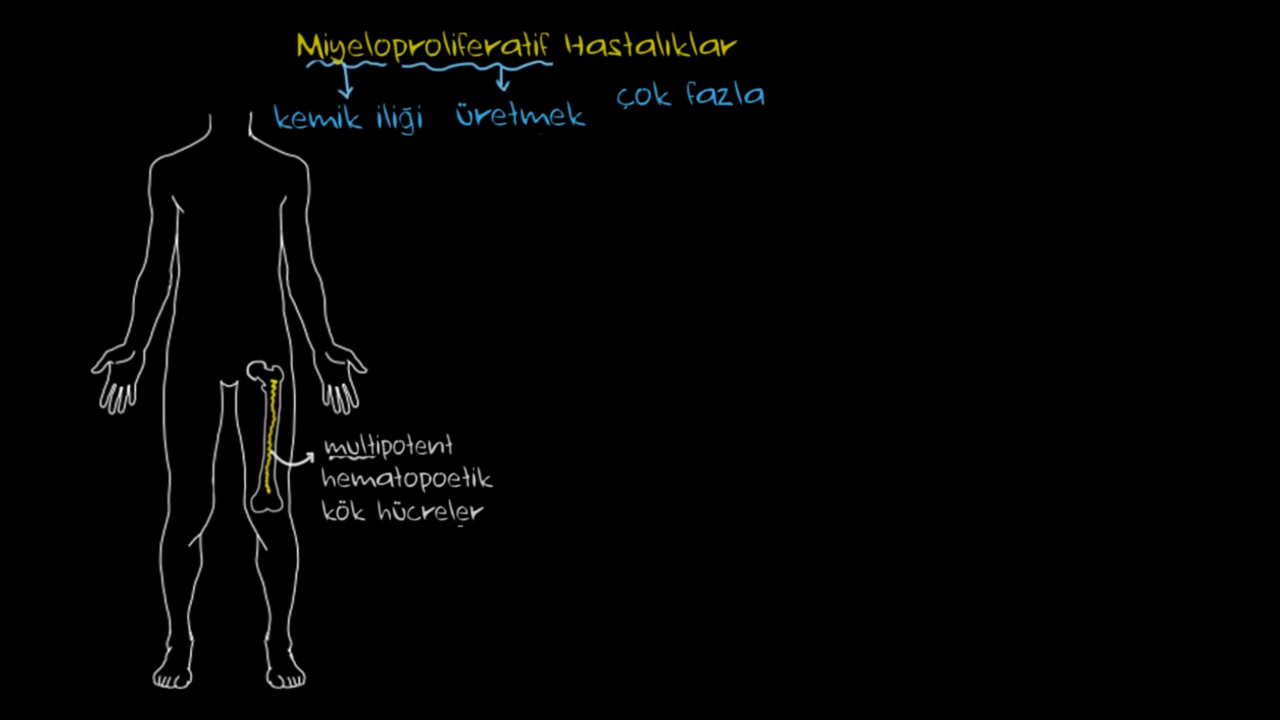 Miyeloproliferatif Hastalıklar
kemik iliği üretmek çok fazla
multipotent
hematopoetik
kök hücreler